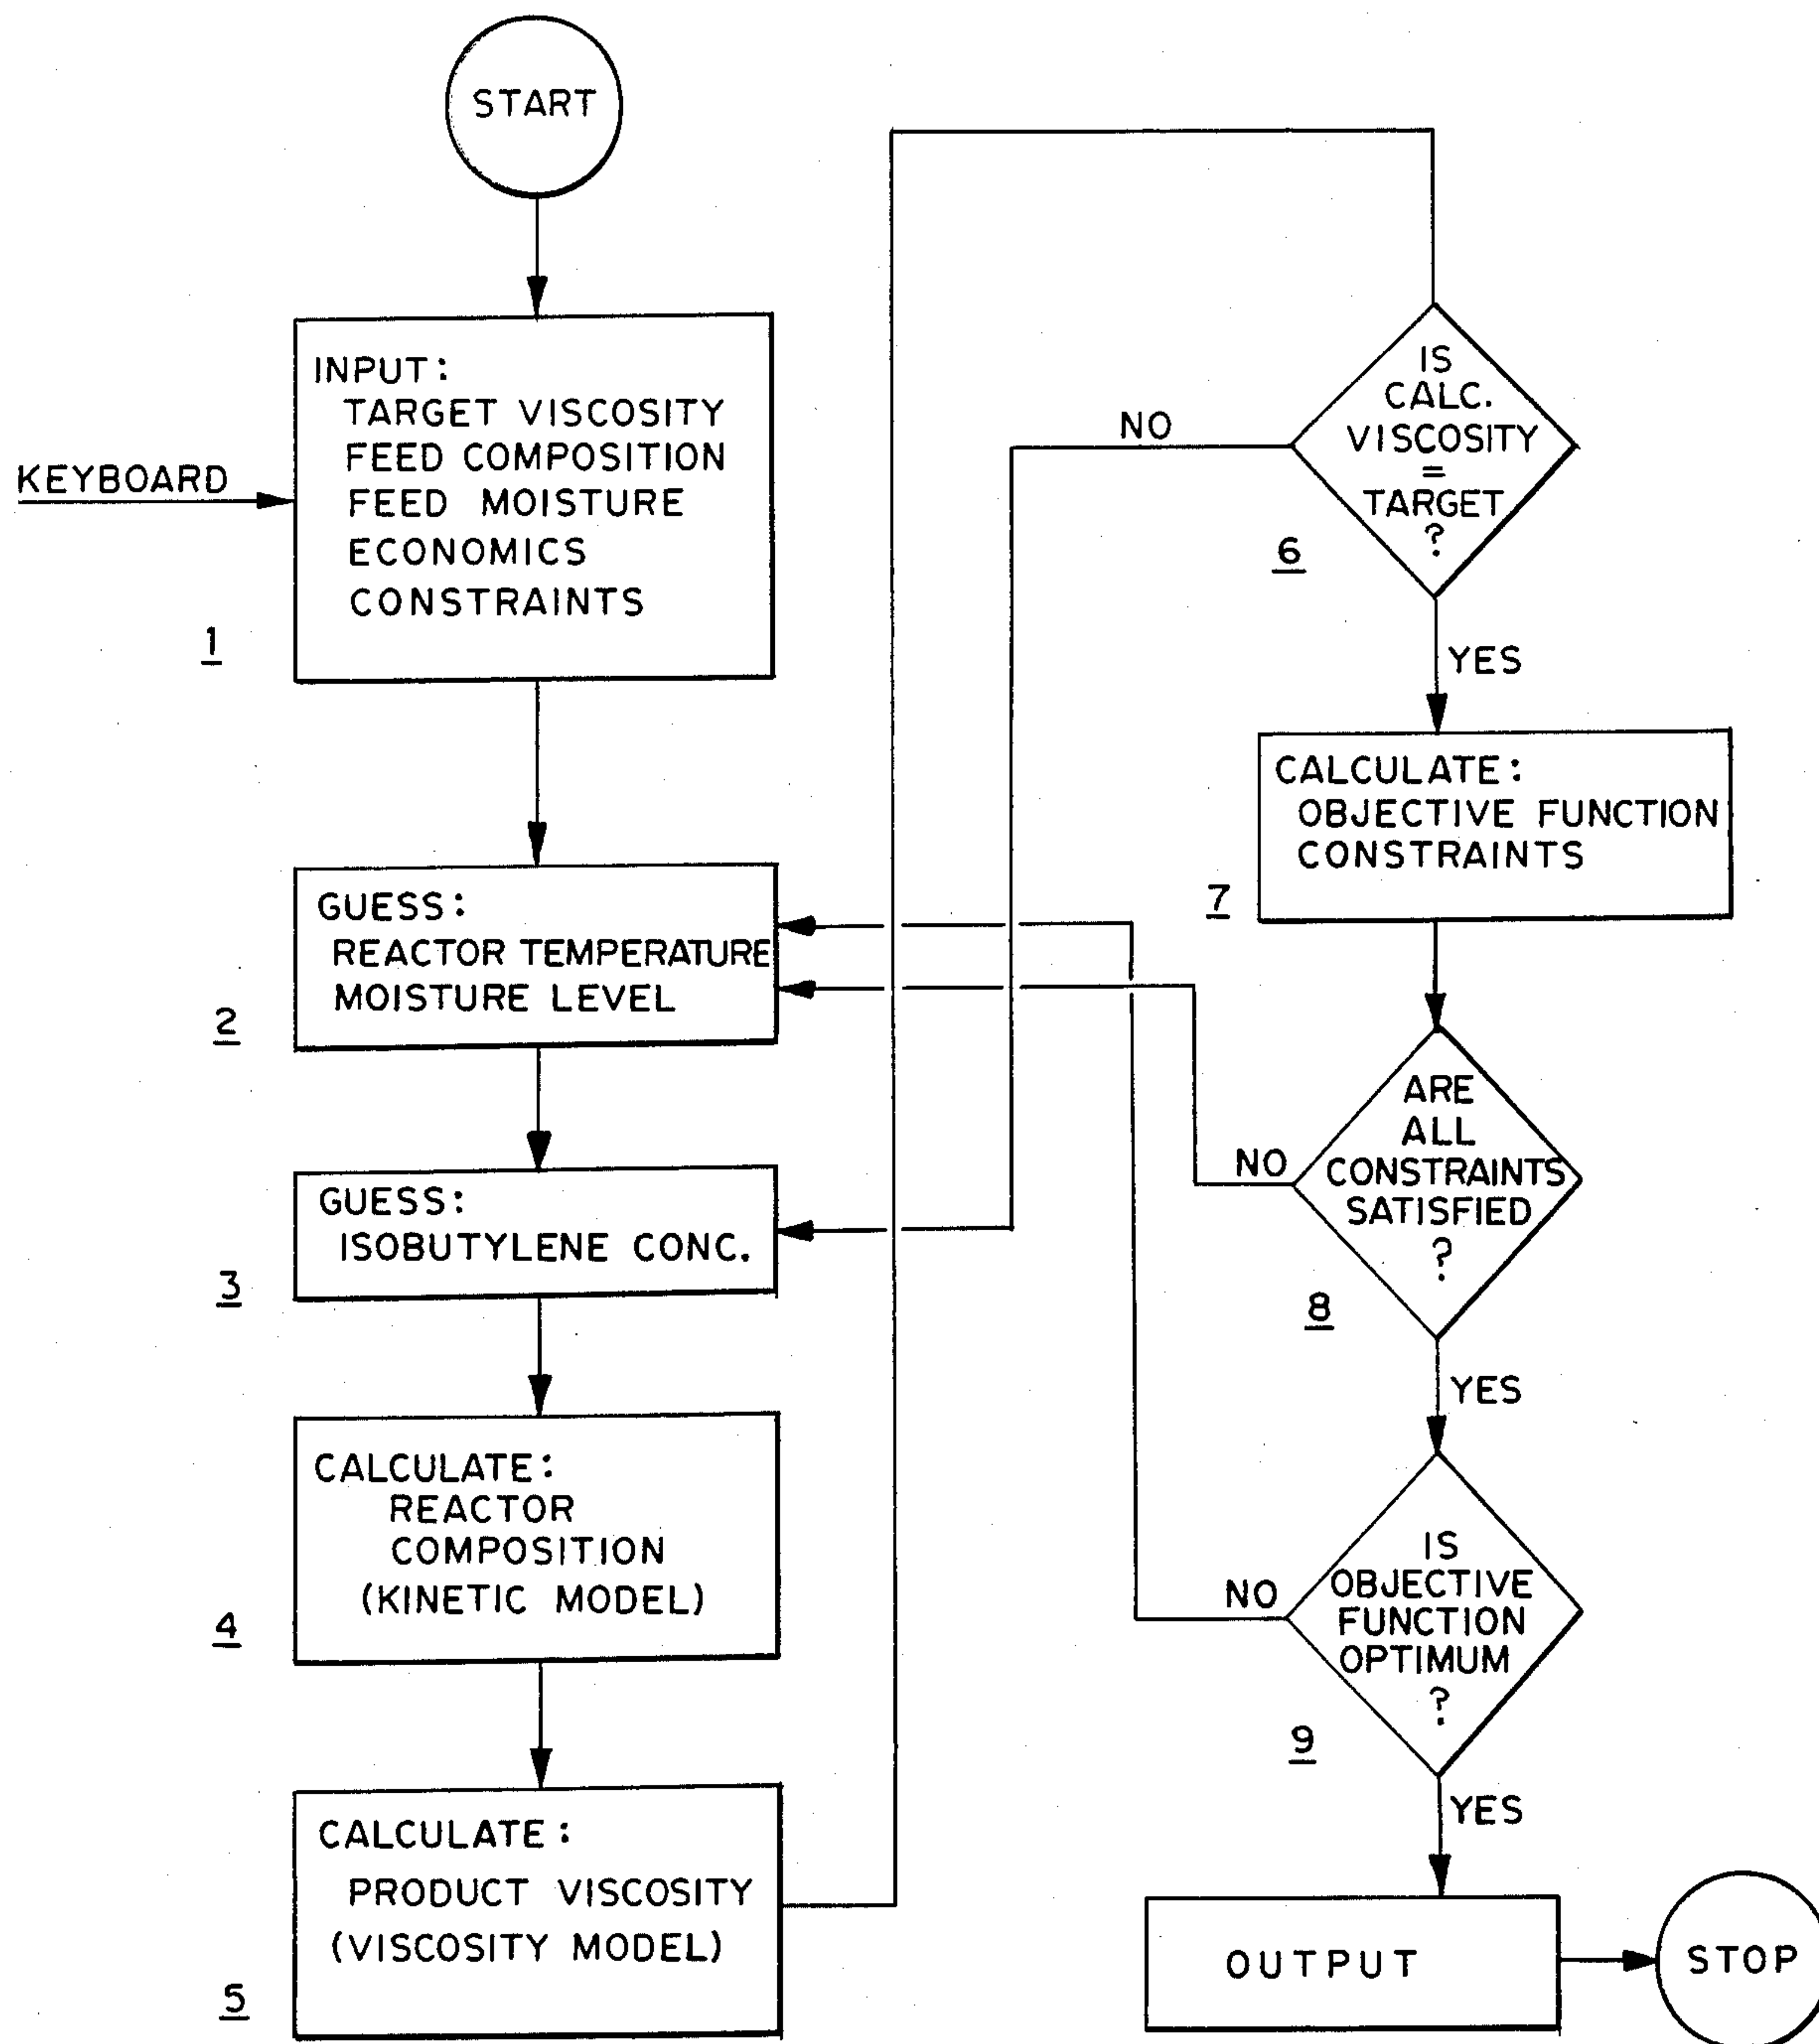 START
KEYBOARD
INPUT:
TARGET VISCOSITY
FEED COMPOSITION
FEED MOISTURE
ECONOMICS
CONSTRAINTS
1
GUESS:
REACTOR TEMPERATURE
MOISTURE LEVEL
2
GUESS:
ISOBUTYLENE CONC.
3
CALCULATE:
REACTOR
COMPOSITION
(KINETIC MODEL)
4
CALCULATE:
PRODUCT VISCOSITY
(VISCOSITY MODEL)
5
IS
CALC.
VISCOSITY
=
TARGET
?
6
NO
YES
CALCULATE:
OBJECTIVE FUNCTION
CONSTRAINTS
7
ARE
ALL
CONSTRAINTS
SATISFIED
?
8
NO
YES
IS
OBJECTIVE
FUNCTION
OPTIMUM
?
9
NO
YES
OUTPUT
STOP